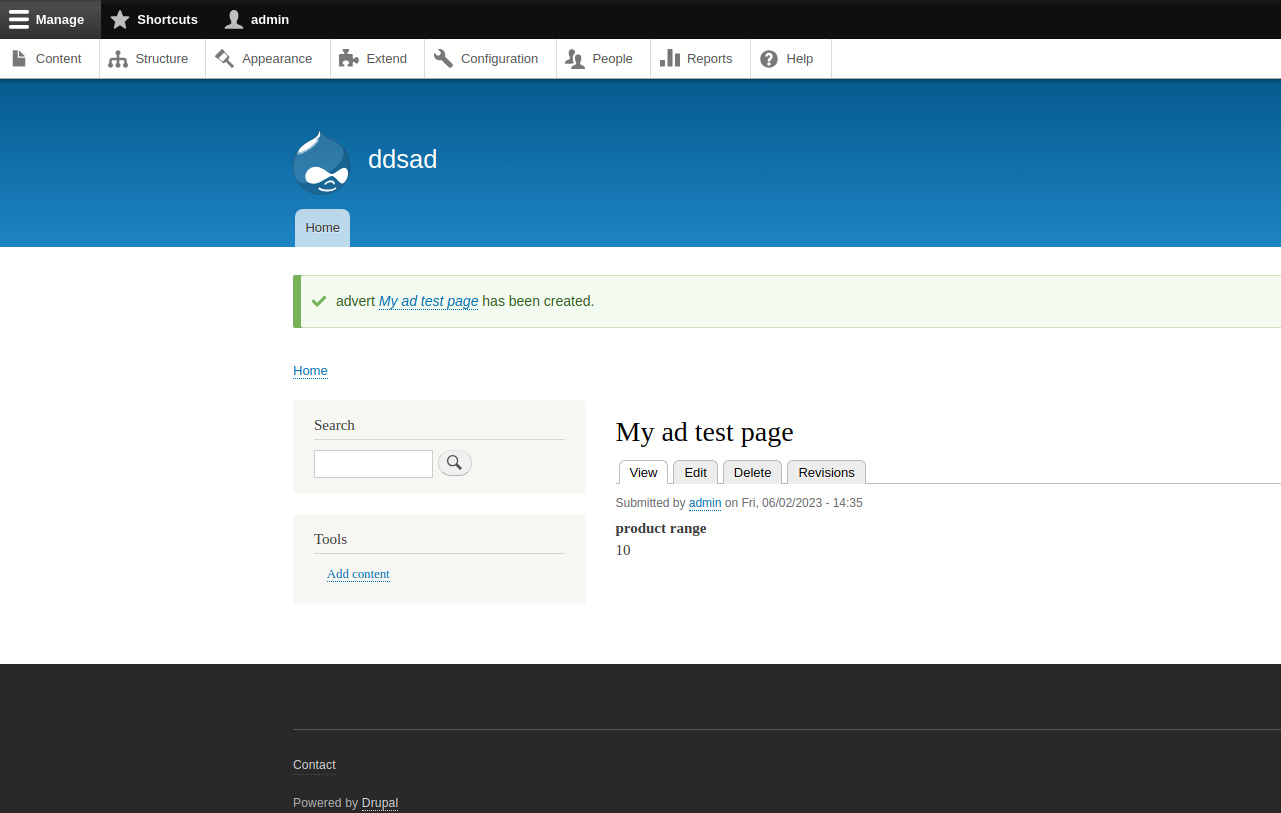 Manage Shortcuts admin
Content Structure Appearance Extend Configuration People Reports Help
ddsad
Home
advert My ad test page has been created.
Home
Search
Tools
Add content
My ad test page
View Edit Delete Revisions
Submitted by admin on Fri, 06/02/2023 - 14:35
product range
10
Contact
Powered by Drupal